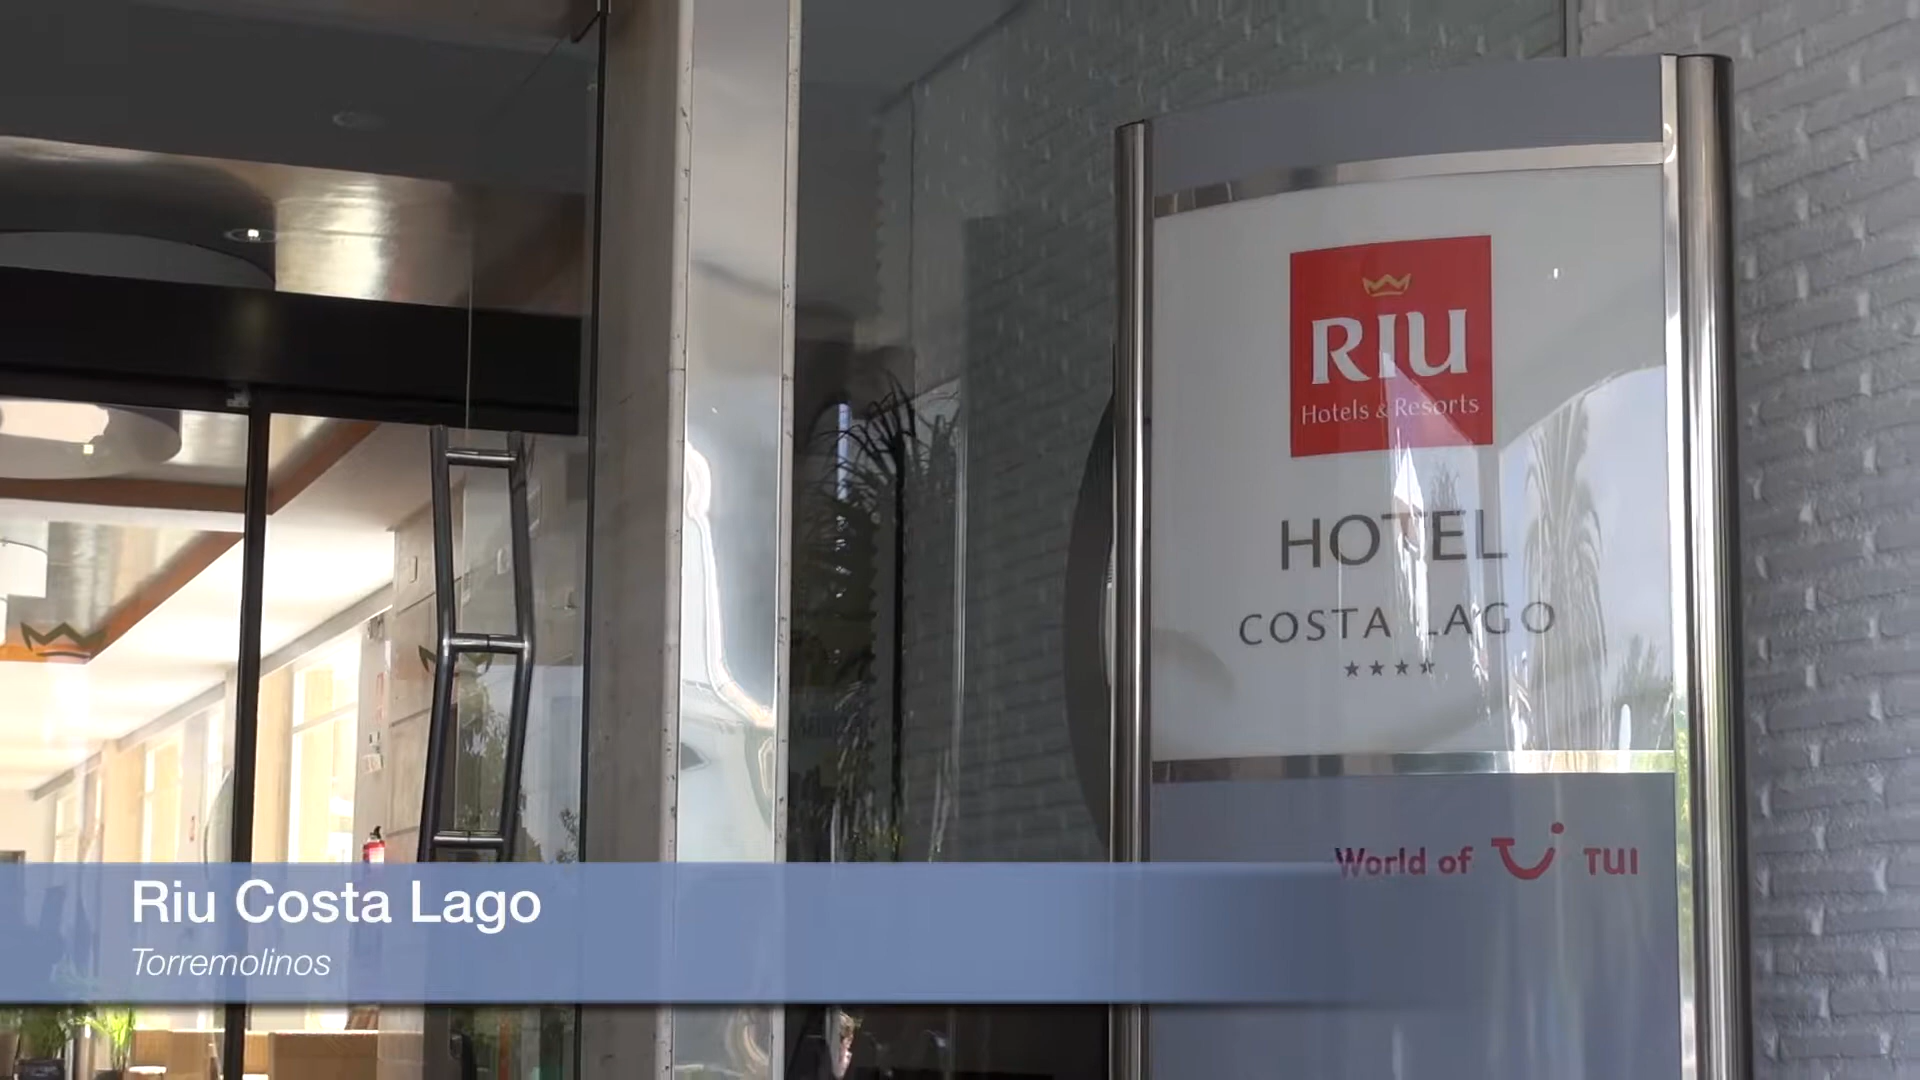 RIU
Hotels & Resorts
HOTEL
COSTA LAGO
★★★★
World of TUI
Riu Costa Lago
Torremolinos